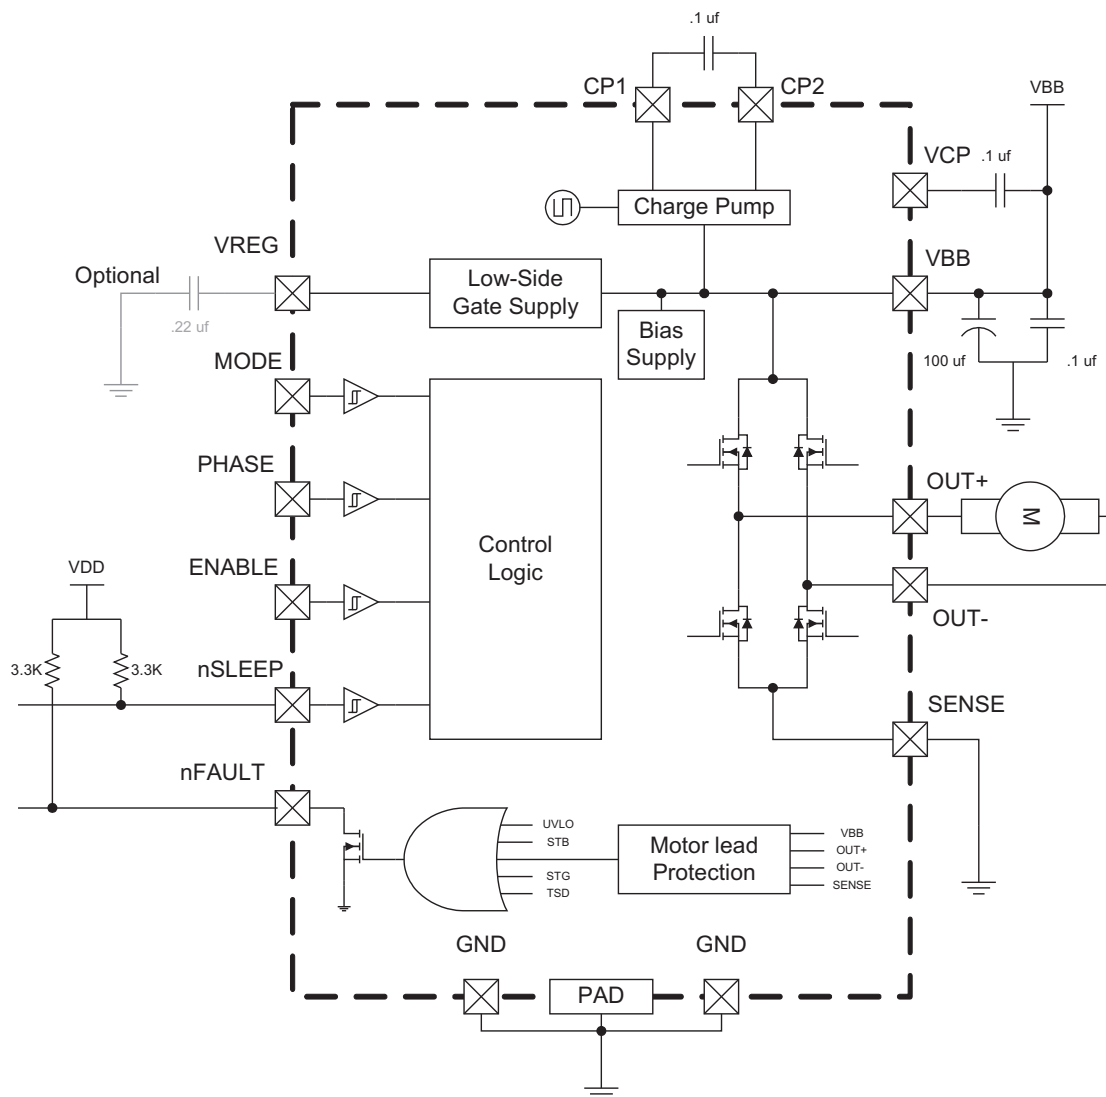 .1 uf
CP1
CP2
VBB
VCP
.1 uf
Charge Pump
VREG
VBB
Optional
Low-Side
Gate Supply
.22 uf
Bias
Supply
MODE
100 uf
.1 uf
PHASE
OUT+
M
Control
Logic
VDD
ENABLE
OUT-
3.3K
3.3K
nSLEEP
SENSE
nFAULT
UVLO
STB
STG
TSD
Motor lead
Protection
VBB
OUT+
OUT-
SENSE
GND
GND
PAD